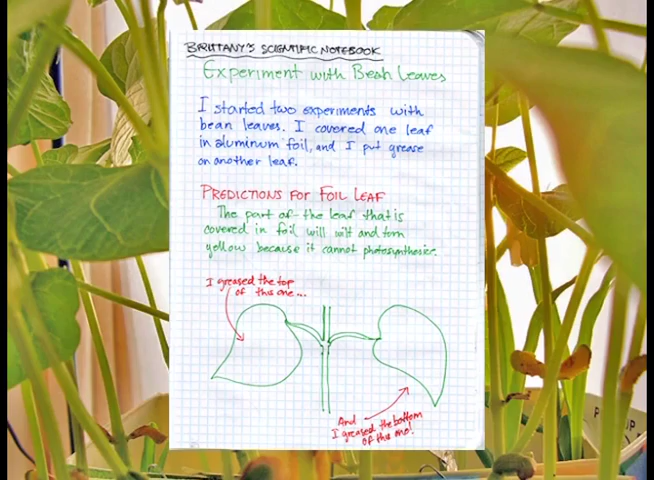 BRITTANY'S SCIENTIFIC NOTEBOOK
Experiment with Bean Leaves
I started two experiments with
bean leaves. I covered one leaf
in aluminum foil, and I put grease
on another leaf.
PREDICTIONS FOR FOIL LEAF
The part of the leaf that is
covered in foil will wilt and turn
yellow because it cannot photosynthesize.
I greased the top
of this one...
And
I greased the bottom
of this one!